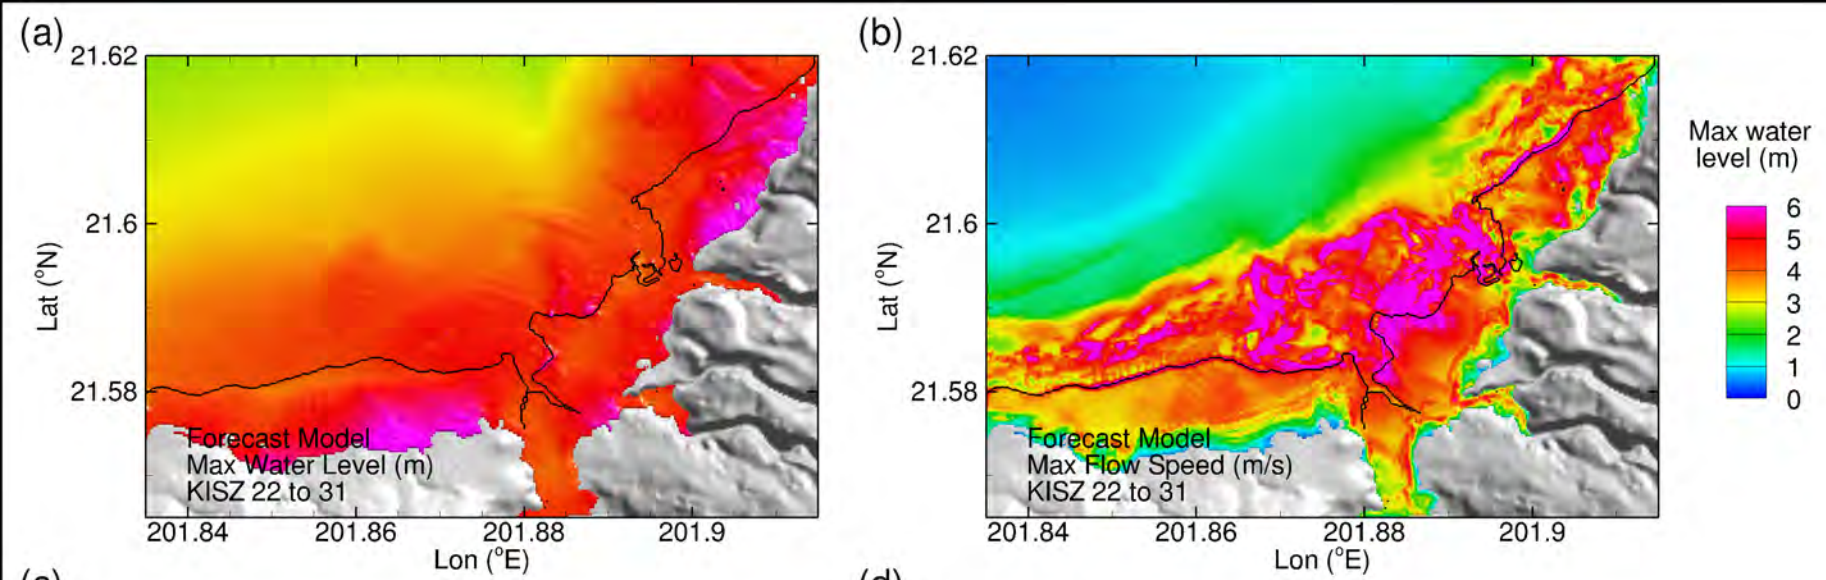 (a)
21.62
21.6
21.58
Lat (°N)
Forecast Model
Max Water Level (m)
KISZ 22 to 31
201.84 201.86 201.88 201.9
Lon (°E)
(b)
21.62
21.6
21.58
Lat (°N)
Forecast Model
Max Flow Speed (m/s)
KISZ 22 to 31
201.84 201.86 201.88 201.9
Lon (°E)
Max water
level (m)
6
5
4
3
2
1
0